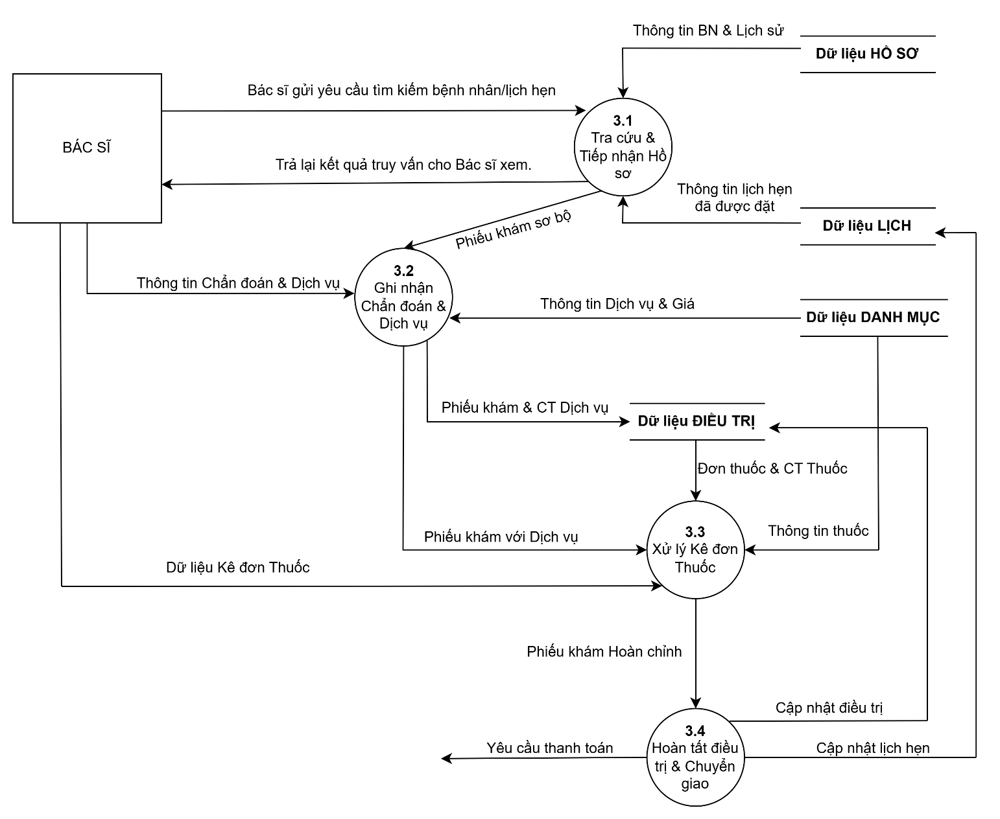 Thông tin BN & Lịch sử
Dữ liệu HỒ SƠ
Bác sĩ gửi yêu cầu tìm kiếm bệnh nhân/lịch hẹn
BÁC SĨ
3.1
Tra cứu &
Tiếp nhận Hồ
sơ
Trả lại kết quả truy vấn cho Bác sĩ xem.
Thông tin lịch hẹn
đã được đặt
Phiếu khám sơ bộ
Dữ liệu LỊCH
3.2
Ghi nhận
Chẩn đoán &
Dịch vụ
Thông tin Chẩn đoán & Dịch vụ
Thông tin Dịch vụ & Giá
Dữ liệu DANH MỤC
Phiếu khám & CT Dịch vụ
Dữ liệu ĐIỀU TRỊ
Đơn thuốc & CT Thuốc
Phiếu khám với Dịch vụ
3.3
Xử lý Kê đơn
Thuốc
Thông tin thuốc
Dữ liệu Kê đơn Thuốc
Phiếu khám Hoàn chỉnh
Cập nhật điều trị
3.4
Hoàn tất điều
trị & Chuyển
giao
Yêu cầu thanh toán
Cập nhật lịch hẹn